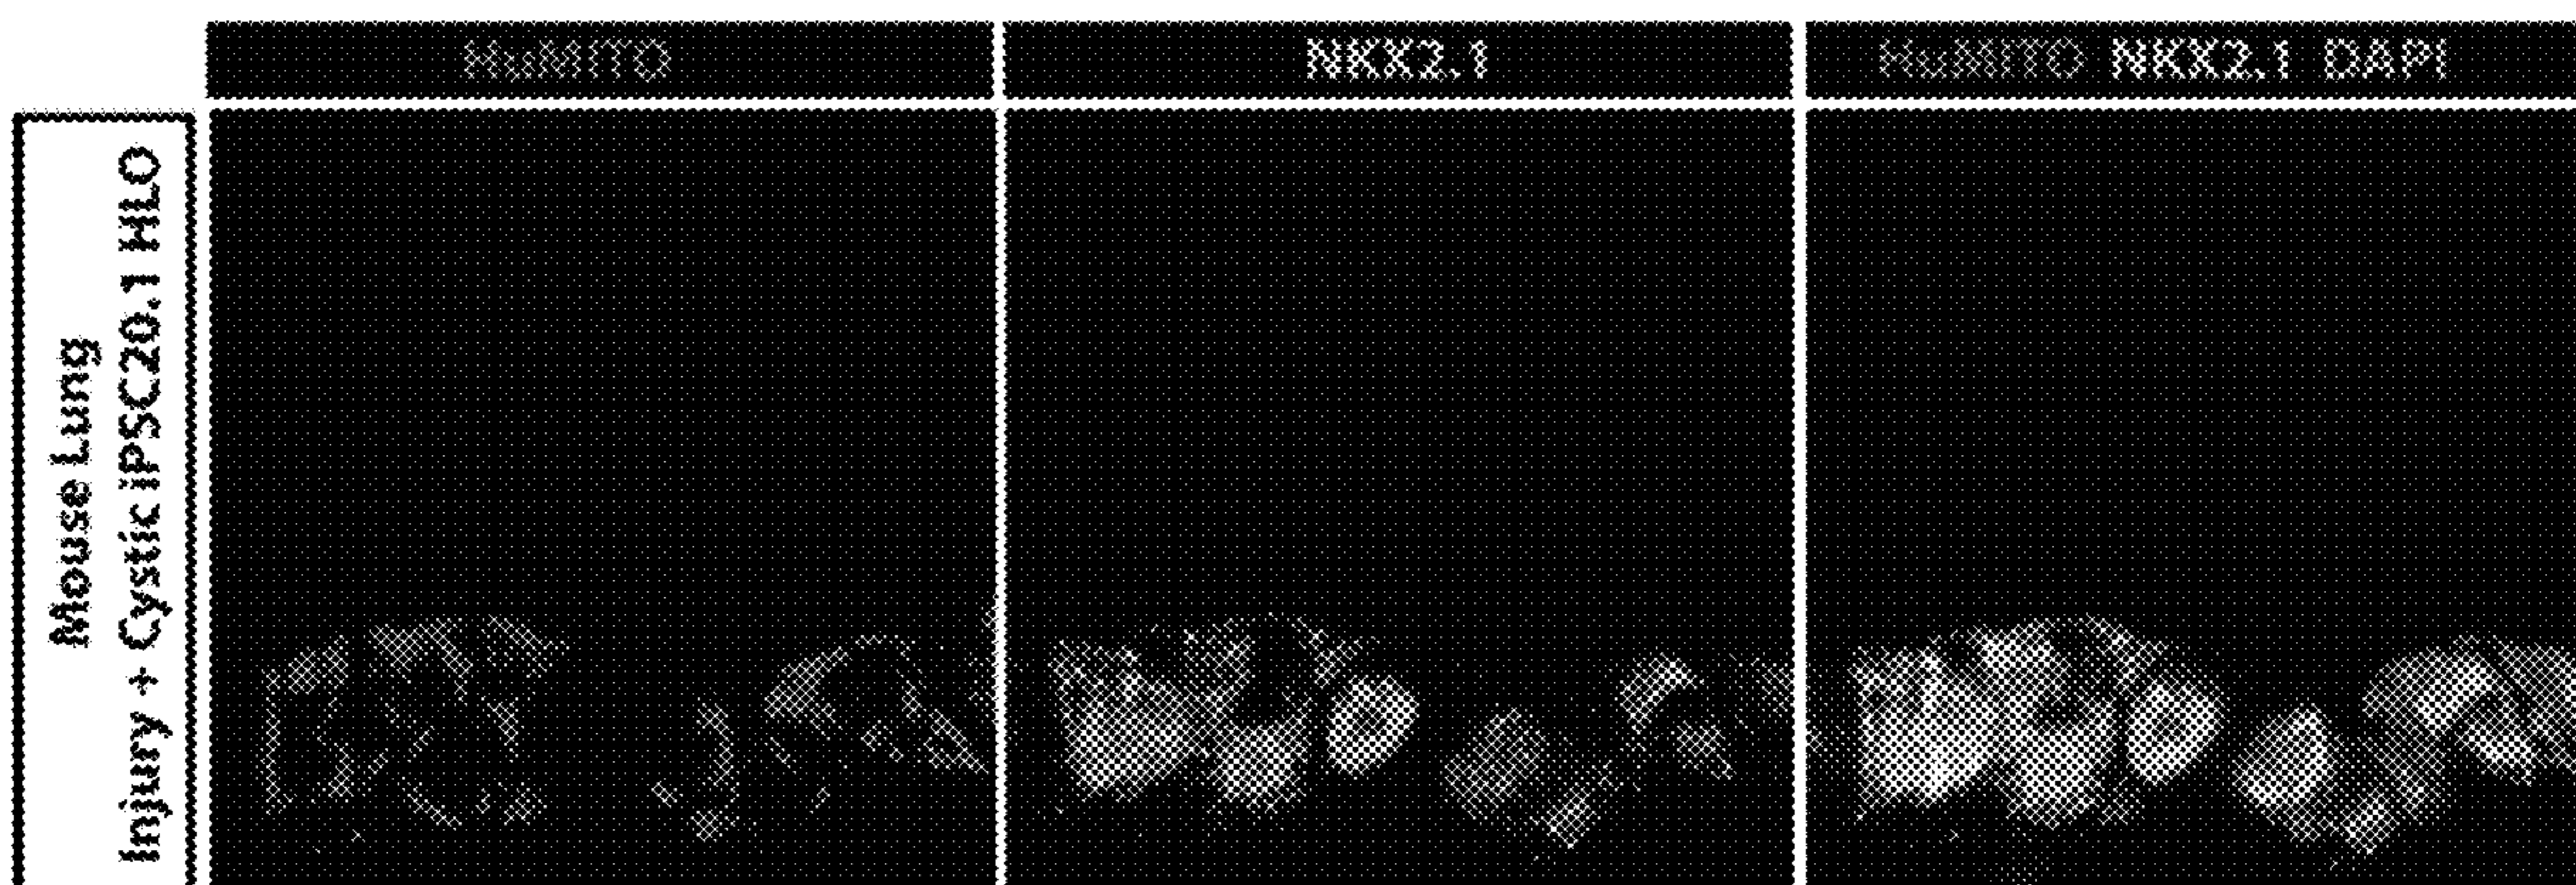 HuMITO
NKX2.1
HuMITO NKX2.1 DAPI
Mouse Lung
Injury + Cystic iPSC20.1 HLO